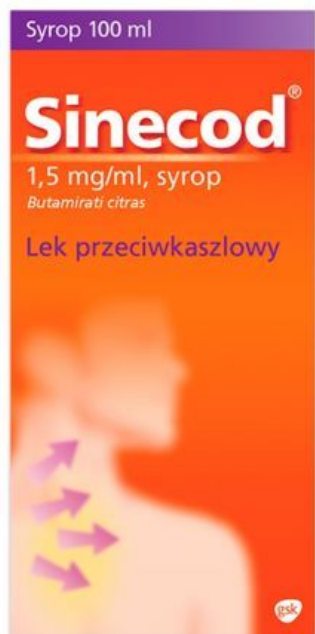 Syrop 100 ml
Sinecod®
1,5 mg/ml, syrop
Butamirati citras
Lek przeciwkaszlowy
gsk